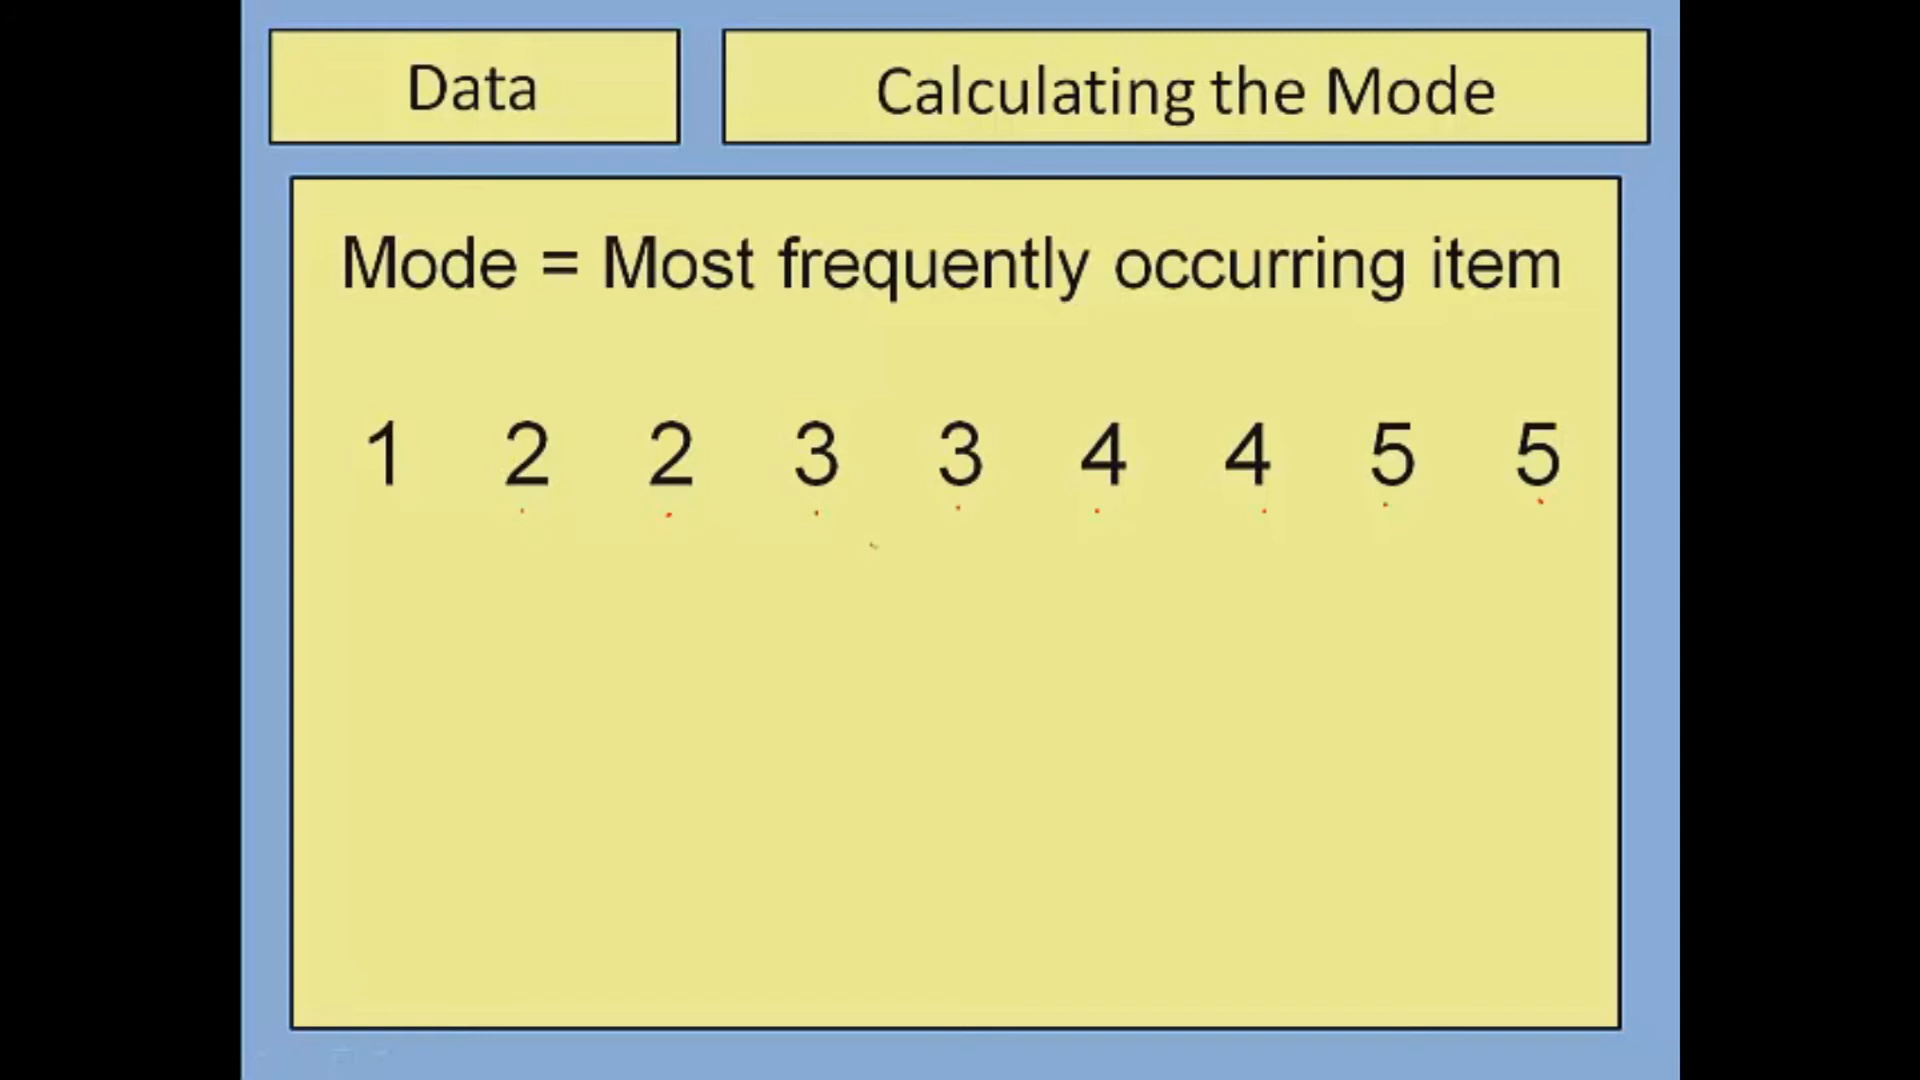 Data
Calculating the Mode
Mode = Most frequently occurring item
1 2 2 3 3 4 4 5 5